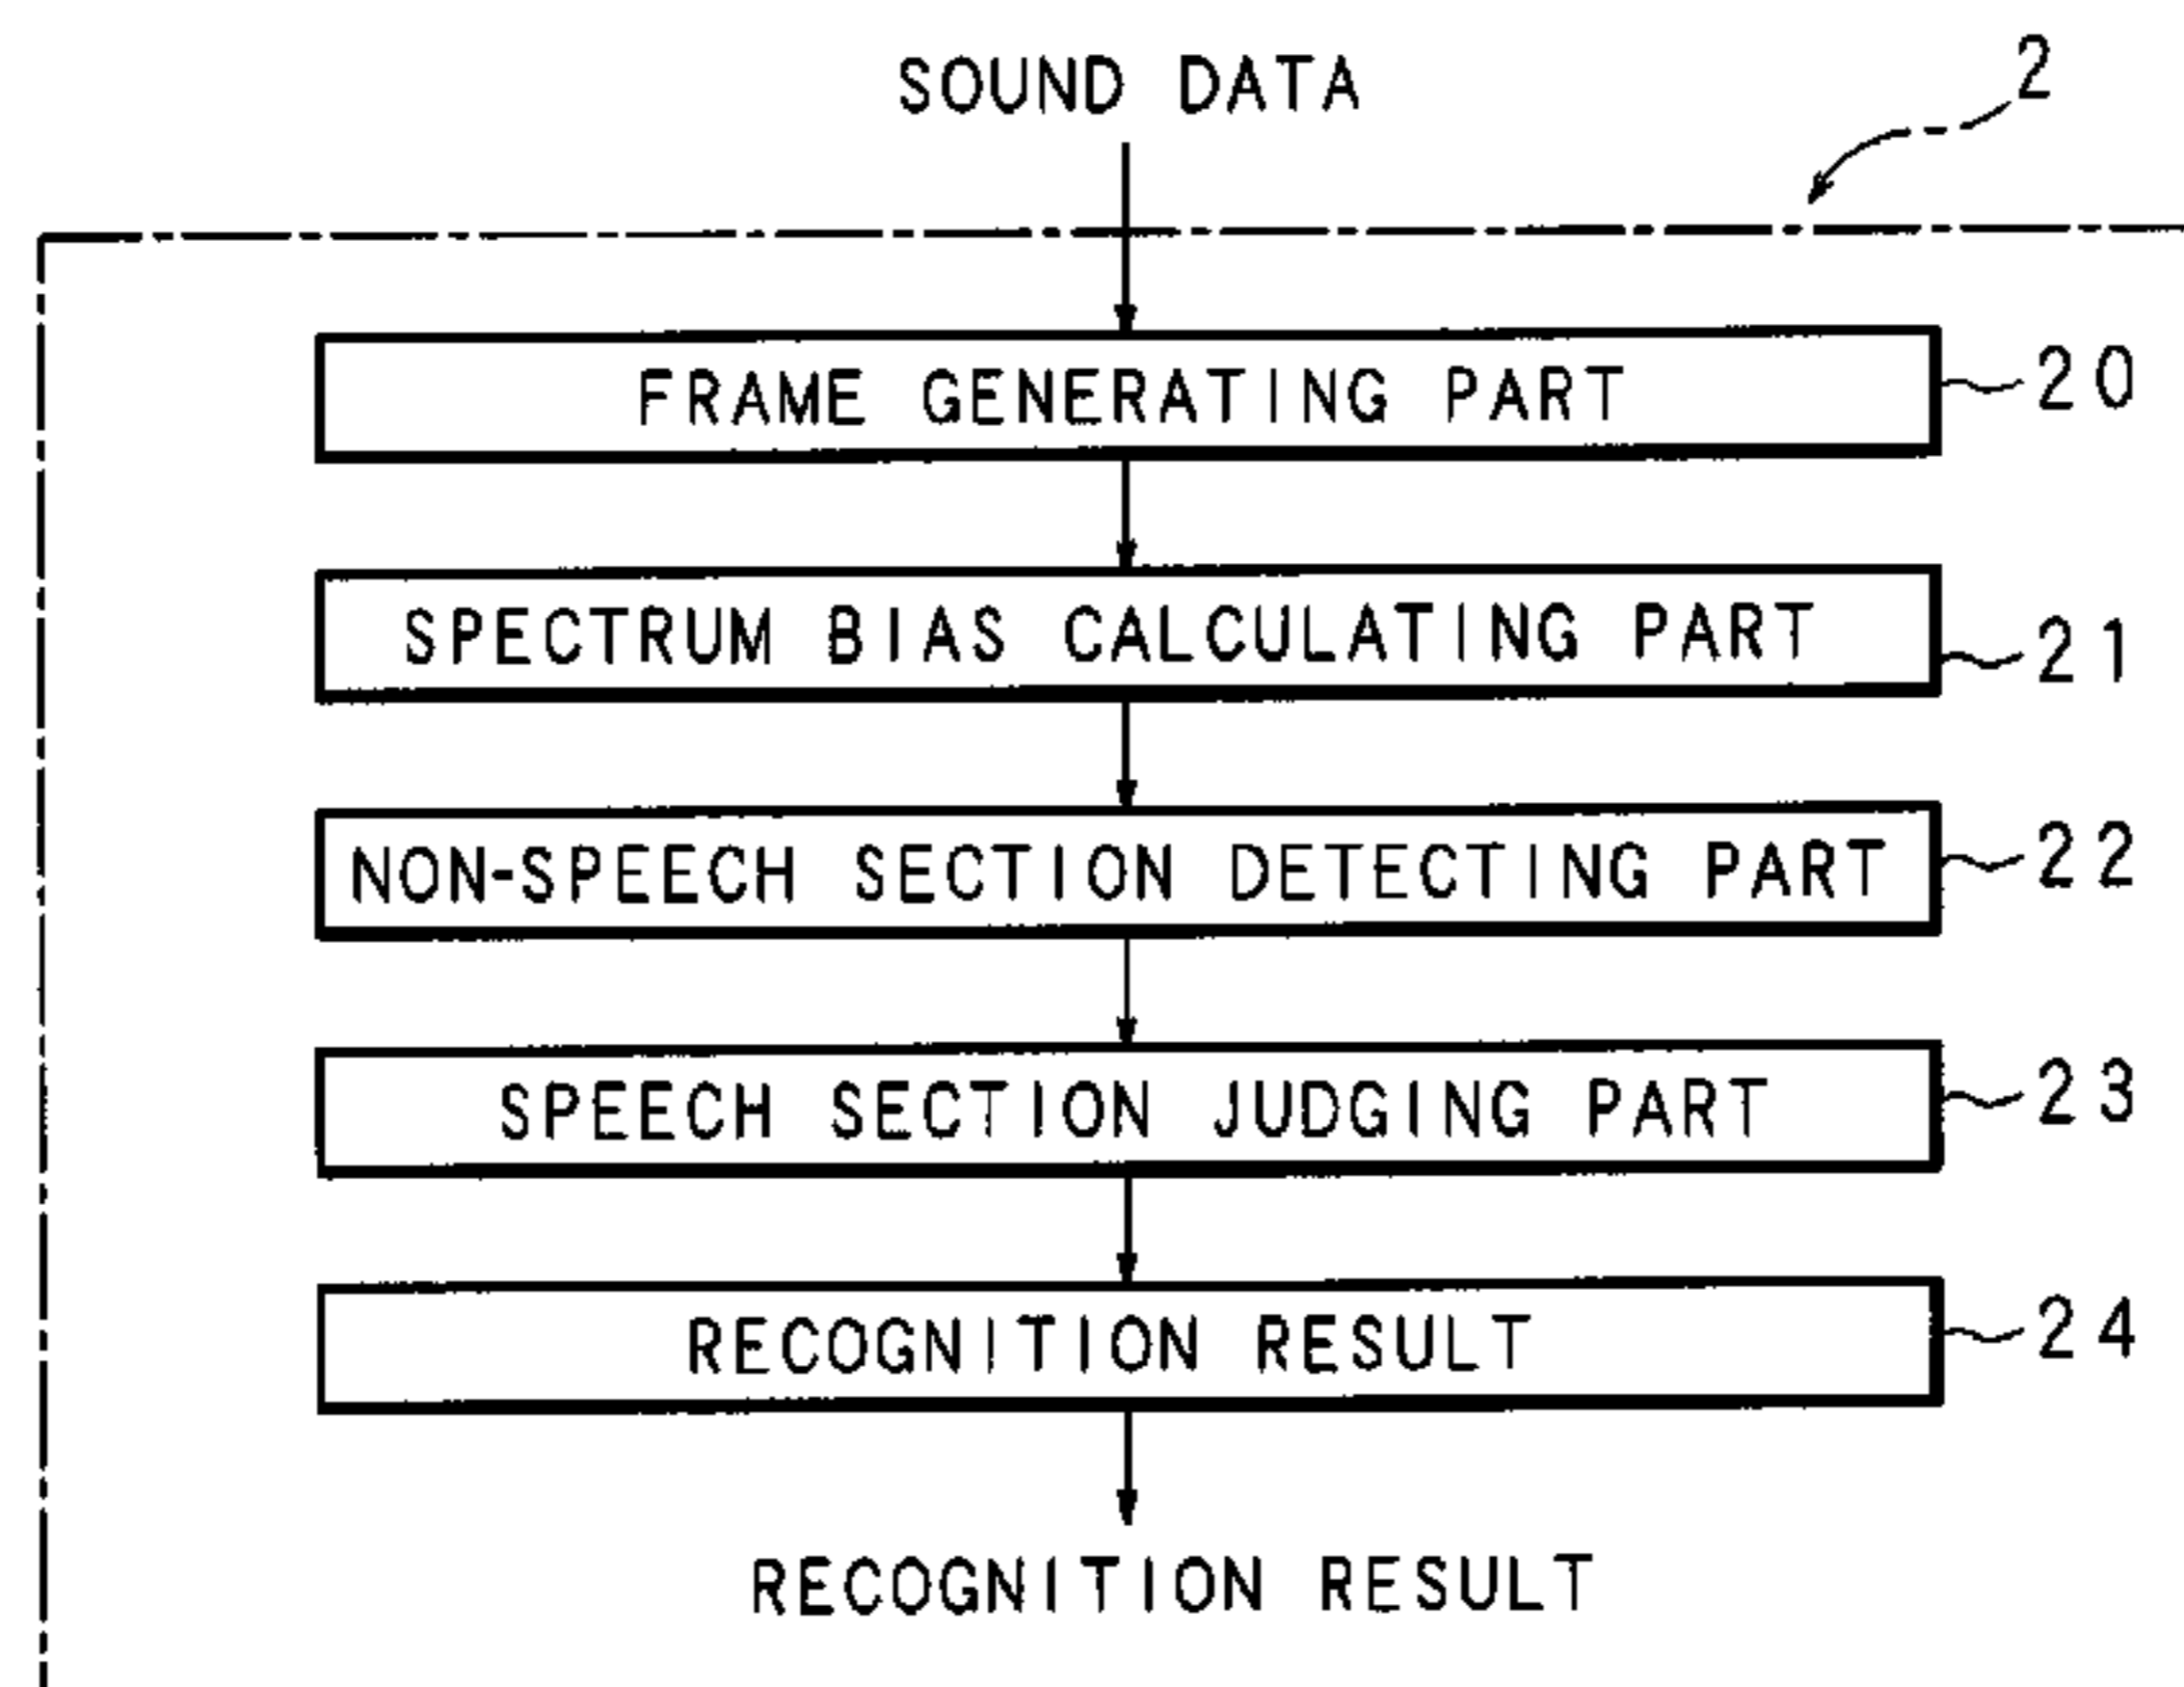 SOUND DATA
2
FRAME GENERATING PART
20
SPECTRUM BIAS CALCULATING PART
21
NON-SPEECH SECTION DETECTING PART
22
SPEECH SECTION JUDGING PART
23
RECOGNITION RESULT
24
RECOGNITION RESULT